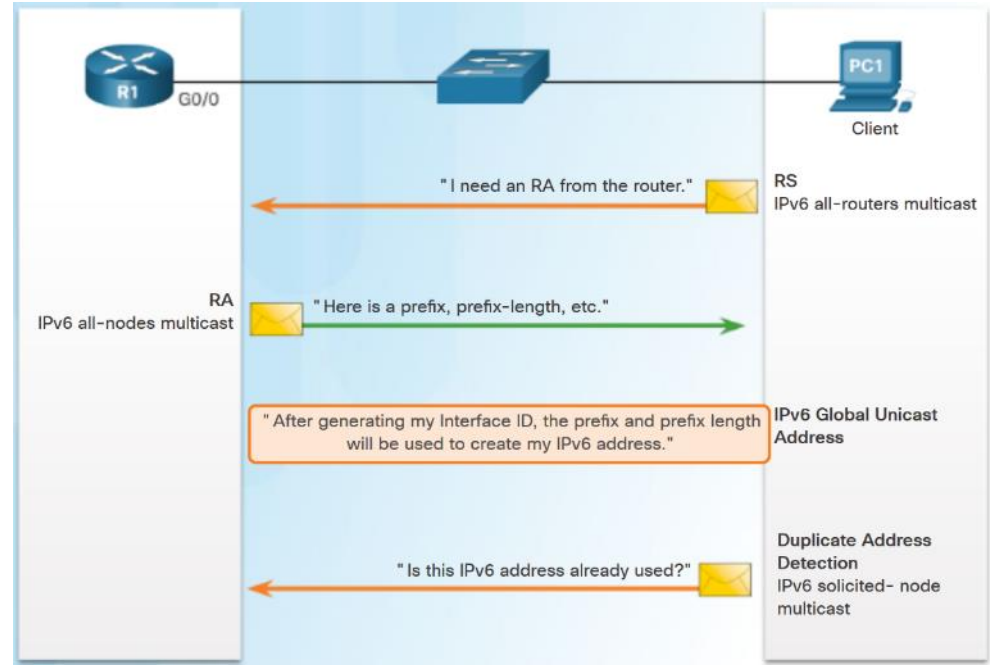 R1
G0/0
PC1
Client
" I need an RA from the router."
RS
IPv6 all-routers multicast
RA
IPv6 all-nodes multicast
" Here is a prefix, prefix-length, etc."
" After generating my Interface ID, the prefix and prefix length
will be used to create my IPv6 address."
IPv6 Global Unicast
Address
" Is this IPv6 address already used?"
Duplicate Address
Detection
IPv6 solicited- node
multicast